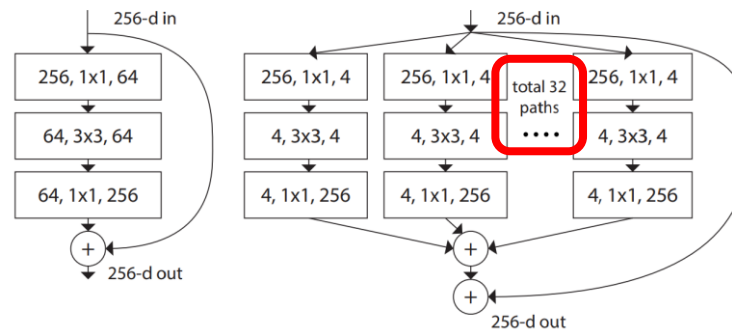 256-d in
256, 1x1, 64
64, 3x3, 64
64, 1x1, 256
+
256-d out
256-d in
256, 1x1, 4
256, 1x1, 4
total 32
paths
....
256, 1x1, 4
4, 3x3, 4
4, 3x3, 4
4, 3x3, 4
4, 1x1, 256
4, 1x1, 256
4, 1x1, 256
+
+
256-d out